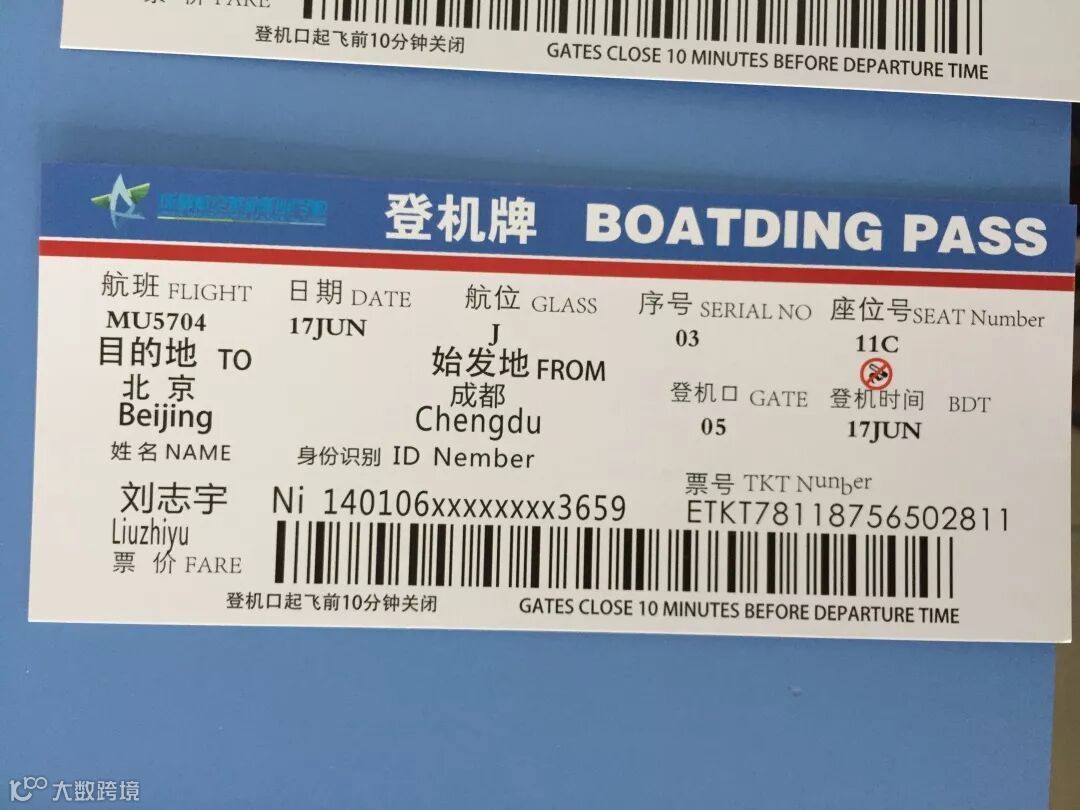 票 价 FARE
登机口起飞前10分钟关闭 GATES CLOSE 10 MINUTES BEFORE DEPARTURE TIME
登机牌 BOATDING PASS
航班 FLIGHT 日期 DATE 航位 GLASS 序号 SERIAL NO 座位号 SEAT Number
MU5704 17JUN J 03 11C
目的地 TO 始发地 FROM
北京 成都 登机口 GATE 登机时间 BDT
Beijing Chengdu 05 17JUN
姓名 NAME 身份识别 ID Nember 票号 TKT Nunber
刘志宇 Ni 140106xxxxxxxx3659 ETKT78118756502811
Liuzhiyu
票 价 FARE
登机口起飞前10分钟关闭 GATES CLOSE 10 MINUTES BEFORE DEPARTURE TIME
大数跨境